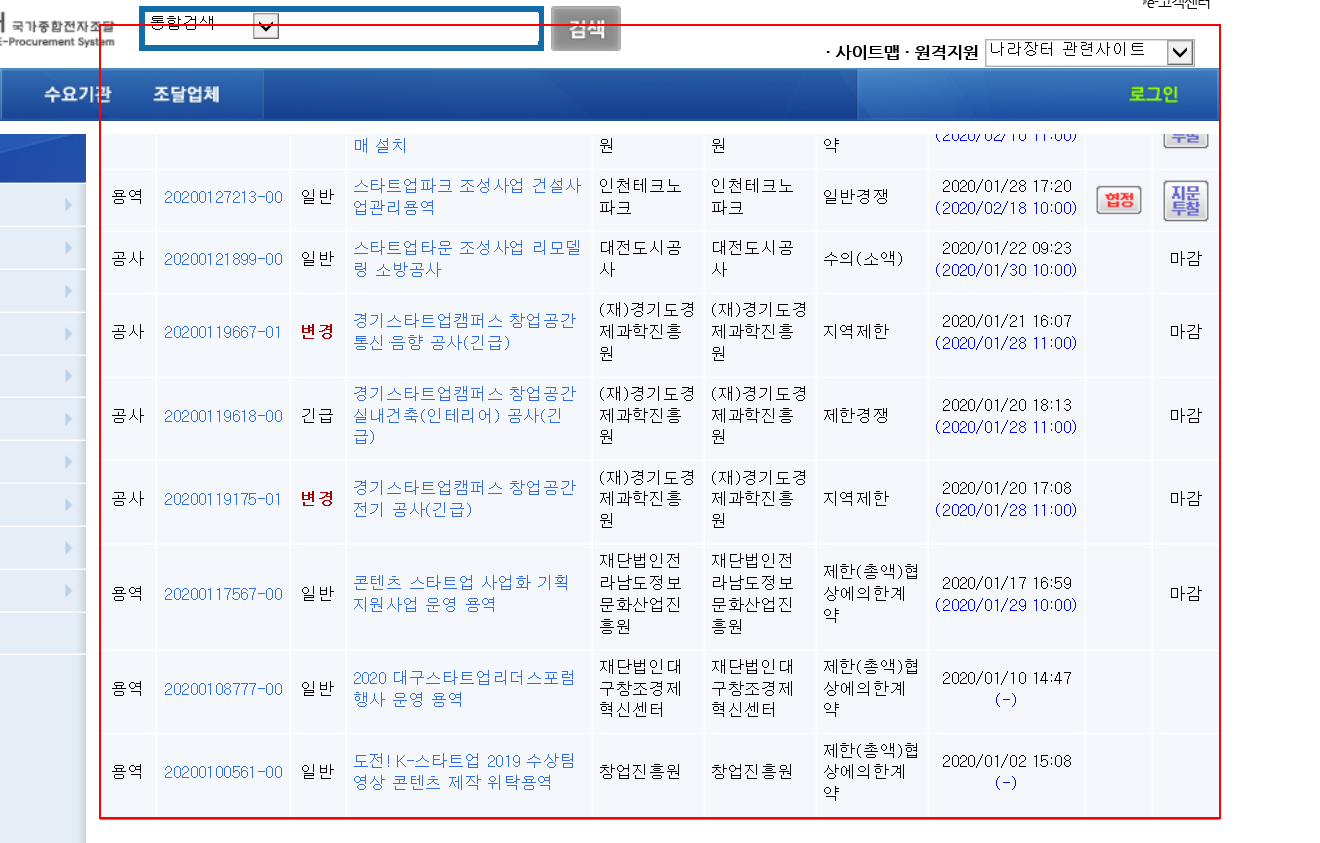 e-고객센터
국가종합전자조달
E-Procurement System
통합검색
검색
· 사이트맵 · 원격지원
나라장터 관련사이트
수요기관 조달업체
로그인
매 설치
원
원
약
(2020/02/10 11:00)
투찰
용역 20200127213-00 일반
스타트업파크 조성사업 건설사
업관리용역
인천테크노
파크
인천테크노
파크
일반경쟁
2020/01/28 17:20
(2020/02/18 10:00)
협정
지문
투찰
공사 20200121899-00 일반
스타트업타운 조성사업 리모델
링 소방공사
대전도시공
사
대전도시공
사
수의(소액)
2020/01/22 09:23
(2020/01/30 10:00)
마감
공사 20200119667-01 변경
경기스타트업캠퍼스 창업공간
통신·음향 공사(긴급)
(재)경기도경
제과학진흥
원
(재)경기도경
제과학진흥
원
지역제한
2020/01/21 16:07
(2020/01/28 11:00)
마감
공사 20200119618-00 긴급
경기스타트업캠퍼스 창업공간
실내건축(인테리어) 공사(긴
급)
(재)경기도경
제과학진흥
원
(재)경기도경
제과학진흥
원
제한경쟁
2020/01/20 18:13
(2020/01/28 11:00)
마감
공사 20200119175-01 변경
경기스타트업캠퍼스 창업공간
전기 공사(긴급)
(재)경기도경
제과학진흥
원
(재)경기도경
제과학진흥
원
지역제한
2020/01/20 17:08
(2020/01/28 11:00)
마감
용역 20200117567-00 일반
콘텐츠 스타트업 사업화 기획
지원사업 운영 용역
재단법인전
라남도정보
문화산업진
흥원
재단법인전
라남도정보
문화산업진
흥원
제한(총액)협
상에의한계
약
2020/01/17 16:59
(2020/01/29 10:00)
마감
용역 20200108777-00 일반
2020 대구스타트업리더스포럼
행사 운영 용역
재단법인대
구창조경제
혁신센터
재단법인대
구창조경제
혁신센터
제한(총액)협
상에의한계
약
2020/01/10 14:47
(-)
용역 20200100561-00 일반
도전! K-스타트업 2019 수상팀
영상 콘텐츠 제작 위탁용역
창업진흥원
창업진흥원
제한(총액)협
상에의한계
약
2020/01/02 15:08
(-)